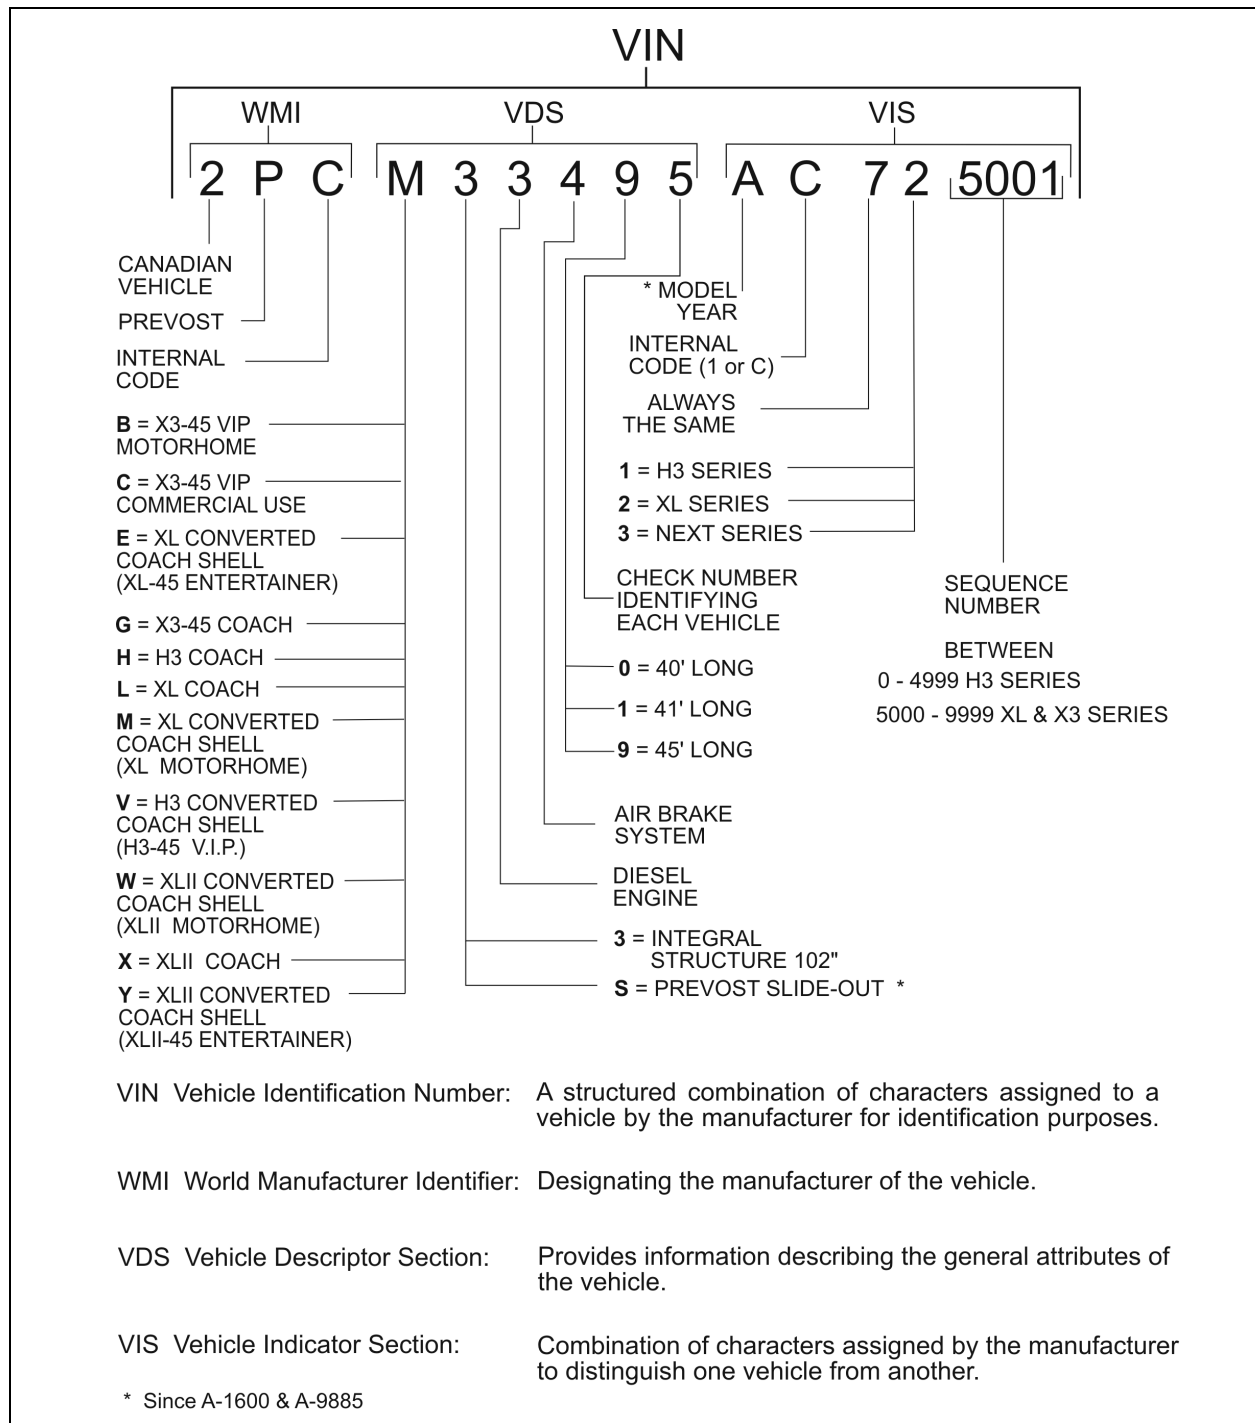 VIN
WMI VDS VIS
2 P C M 3 3 4 9 5 A C 7 2 5001
CANADIAN
VEHICLE
PREVOST
INTERNAL
CODE
B = X3-45 VIP
MOTORHOME
C = X3-45 VIP
COMMERCIAL USE
E = XL CONVERTED
COACH SHELL
(XL-45 ENTERTAINER)
G = X3-45 COACH
H = H3 COACH
L = XL COACH
M = XL CONVERTED
COACH SHELL
(XL MOTORHOME)
V = H3 CONVERTED
COACH SHELL
(H3-45 V.I.P.)
W = XLII CONVERTED
COACH SHELL
(XLII MOTORHOME)
X = XLII COACH
Y = XLII CONVERTED
COACH SHELL
(XLII-45 ENTERTAINER)
* MODEL
YEAR
INTERNAL
CODE (1 or C)
ALWAYS
THE SAME
1 = H3 SERIES
2 = XL SERIES
3 = NEXT SERIES
CHECK NUMBER
IDENTIFYING
EACH VEHICLE
0 = 40' LONG
1 = 41' LONG
9 = 45' LONG
AIR BRAKE
SYSTEM
DIESEL
ENGINE
3 = INTEGRAL
STRUCTURE 102"
S = PREVOST SLIDE-OUT *
SEQUENCE
NUMBER
BETWEEN
0 - 4999 H3 SERIES
5000 - 9999 XL & X3 SERIES
VIN Vehicle Identification Number: A structured combination of characters assigned to a
vehicle by the manufacturer for identification purposes.
WMI World Manufacturer Identifier: Designating the manufacturer of the vehicle.
VDS Vehicle Descriptor Section: Provides information describing the general attributes of
the vehicle.
VIS Vehicle Indicator Section: Combination of characters assigned by the manufacturer
to distinguish one vehicle from another.
* Since A-1600 & A-9885